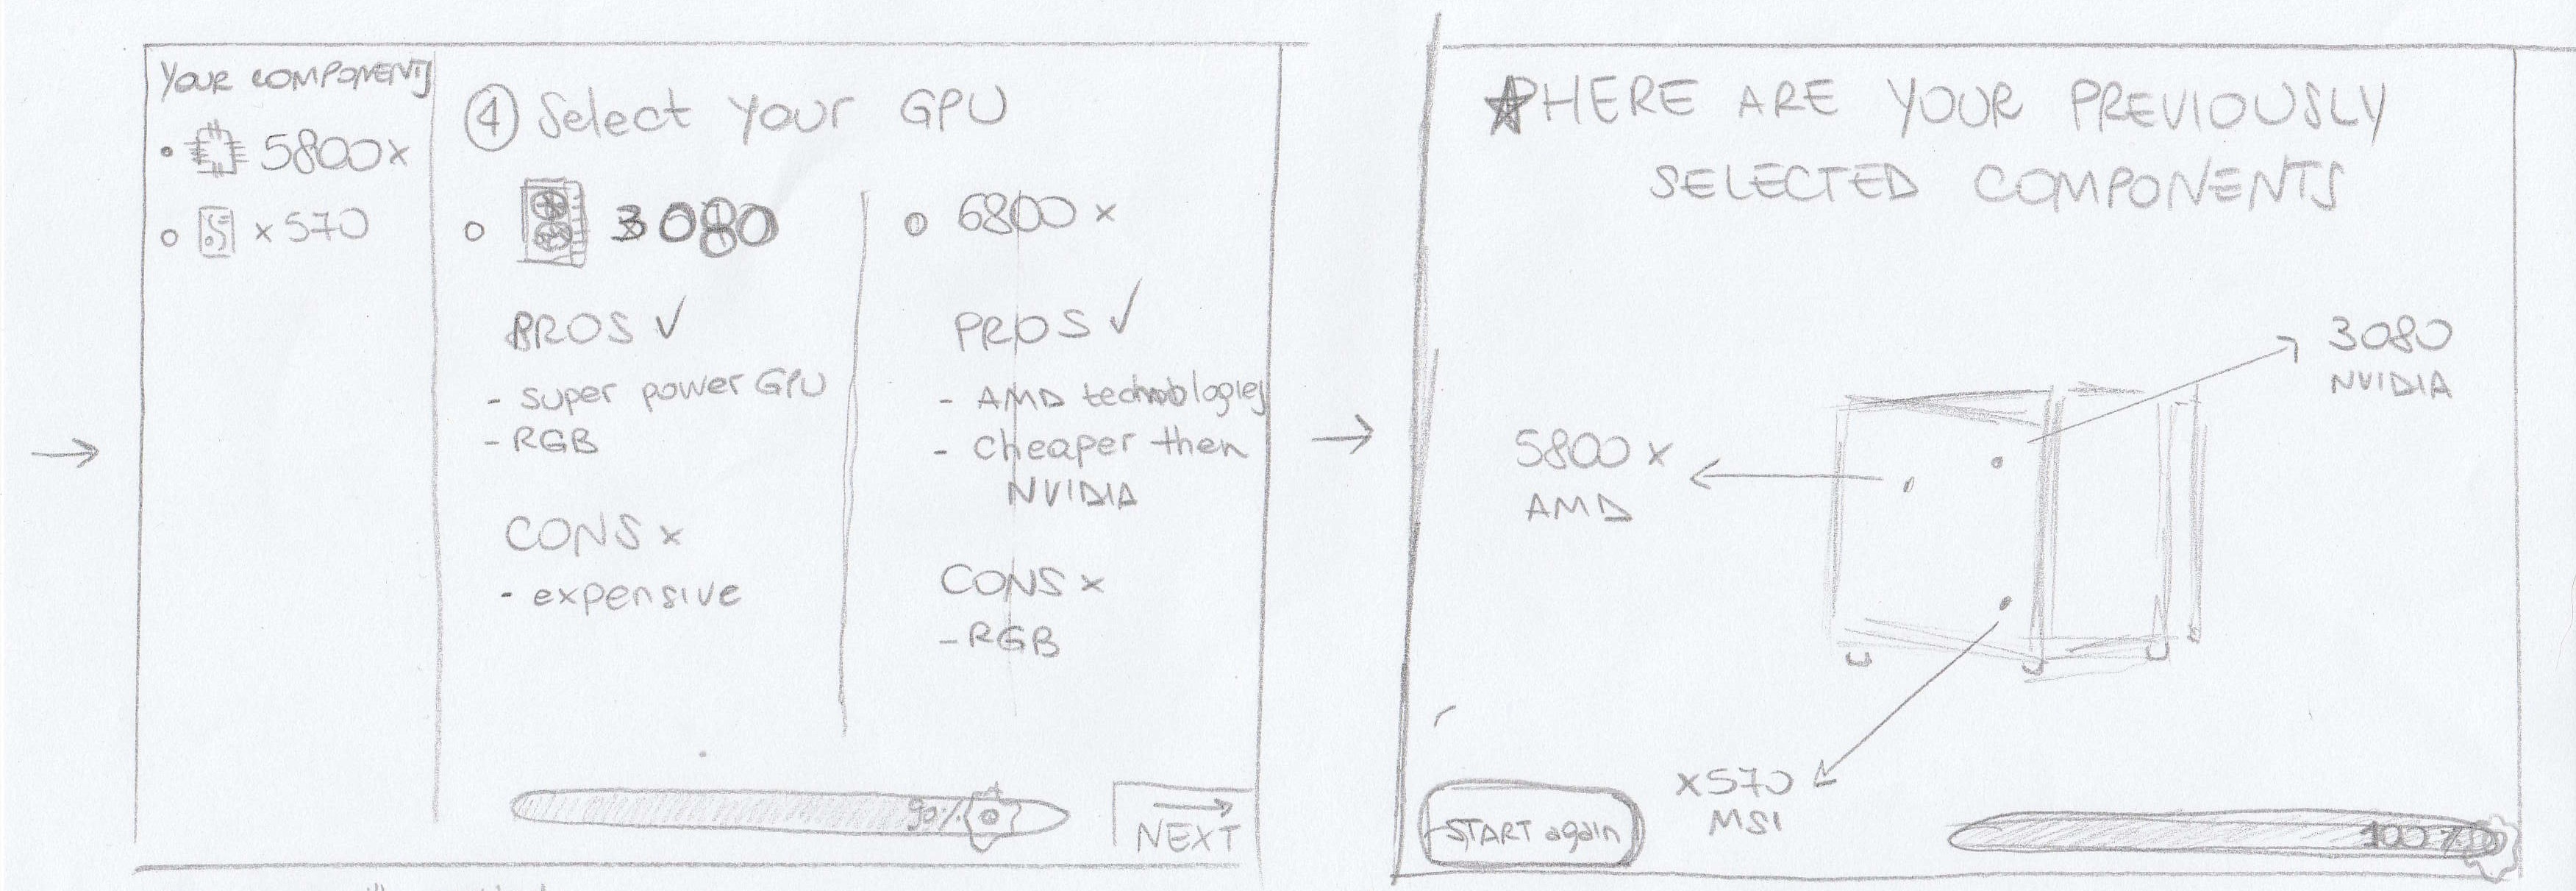 YOUR COMPONENTS
5800x
x570
4 Select your GPU
3080
PROS ✓
- super power GPU
- RGB
CONS x
- expensive
6800 x
PROS ✓
- AMD technologies
- Cheaper then
NVIDIA
CONS x
- RGB
90%
NEXT
HERE ARE YOUR PREVIOUSLY
SELECTED COMPONENTS
3080
NVIDIA
5800 x
AMD
x570
MSI
START again
100%